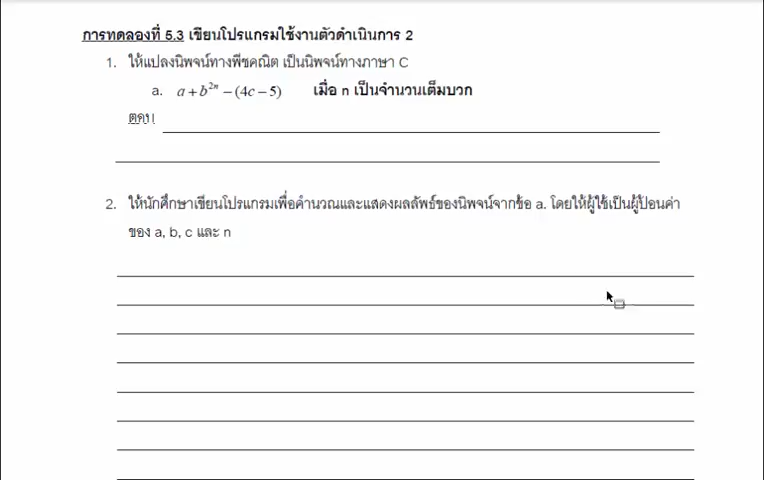 การทดลองที่ 5.3 เขียนโปรแกรมใช้งานตัวดำเนินการ 2
1. ให้แปลงนิพจน์ทางพีชคณิต เป็นนิพจน์ทางภาษา C
a. a + b²ⁿ − (4c − 5) เมื่อ n เป็นจำนวนเต็มบวก
ตอบ
2. ให้นักศึกษาเขียนโปรแกรมเพื่อคำนวณและแสดงผลลัพธ์ของนิพจน์จากข้อ a. โดยให้ผู้ใช้เป็นผู้ป้อนค่า
ของ a, b, c และ n